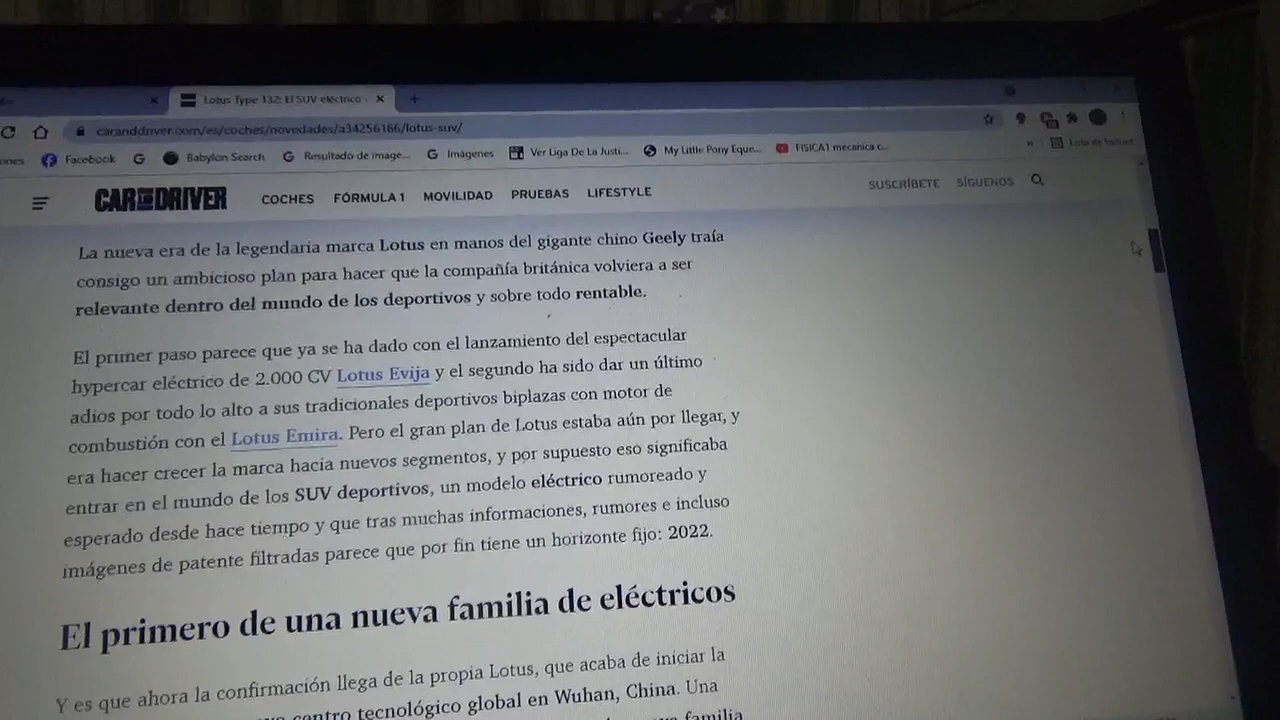 Lotus Type 132: El SUV eléctrico
caranddriver.com/es/coches/novedades/a34256166/lotus-suv/
ones Facebook G Babylon Search Resultado de image... Imágenes Ver Liga De La Justi... My Little Pony Eque... FISICA1 mecanica c... »
CAR AND DRIVER COCHES FÓRMULA 1 MOVILIDAD PRUEBAS LIFESTYLE SUSCRÍBETE SÍGUENOS
La nueva era de la legendaria marca Lotus en manos del gigante chino Geely traía
consigo un ambicioso plan para hacer que la compañía británica volviera a ser
relevante dentro del mundo de los deportivos y sobre todo rentable.
El primer paso parece que ya se ha dado con el lanzamiento del espectacular
hypercar eléctrico de 2.000 CV Lotus Evija y el segundo ha sido dar un último
adios por todo lo alto a sus tradicionales deportivos biplazas con motor de
combustión con el Lotus Emira. Pero el gran plan de Lotus estaba aún por llegar, y
era hacer crecer la marca hacia nuevos segmentos, y por supuesto eso significaba
entrar en el mundo de los SUV deportivos, un modelo eléctrico rumoreado y
esperado desde hace tiempo y que tras muchas informaciones, rumores e incluso
imágenes de patente filtradas parece que por fin tiene un horizonte fijo: 2022.
El primero de una nueva familia de eléctricos
Y es que ahora la confirmación llega de la propia Lotus, que acaba de iniciar la
centro tecnológico global en Wuhan, China. Una
familia